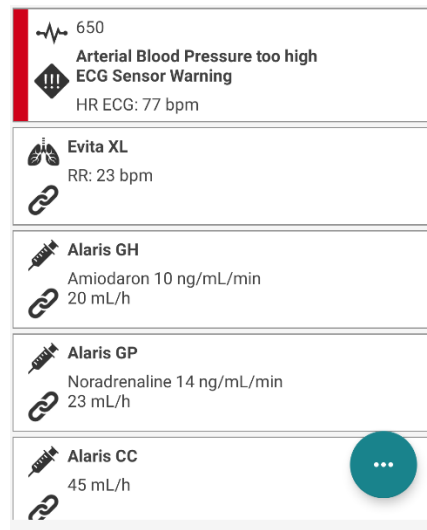 650
Arterial Blood Pressure too high
ECG Sensor Warning
HR ECG: 77 bpm
Evita XL
RR: 23 bpm
Alaris GH
Amiodaron 10 ng/mL/min
20 mL/h
Alaris GP
Noradrenaline 14 ng/mL/min
23 mL/h
Alaris CC
45 mL/h